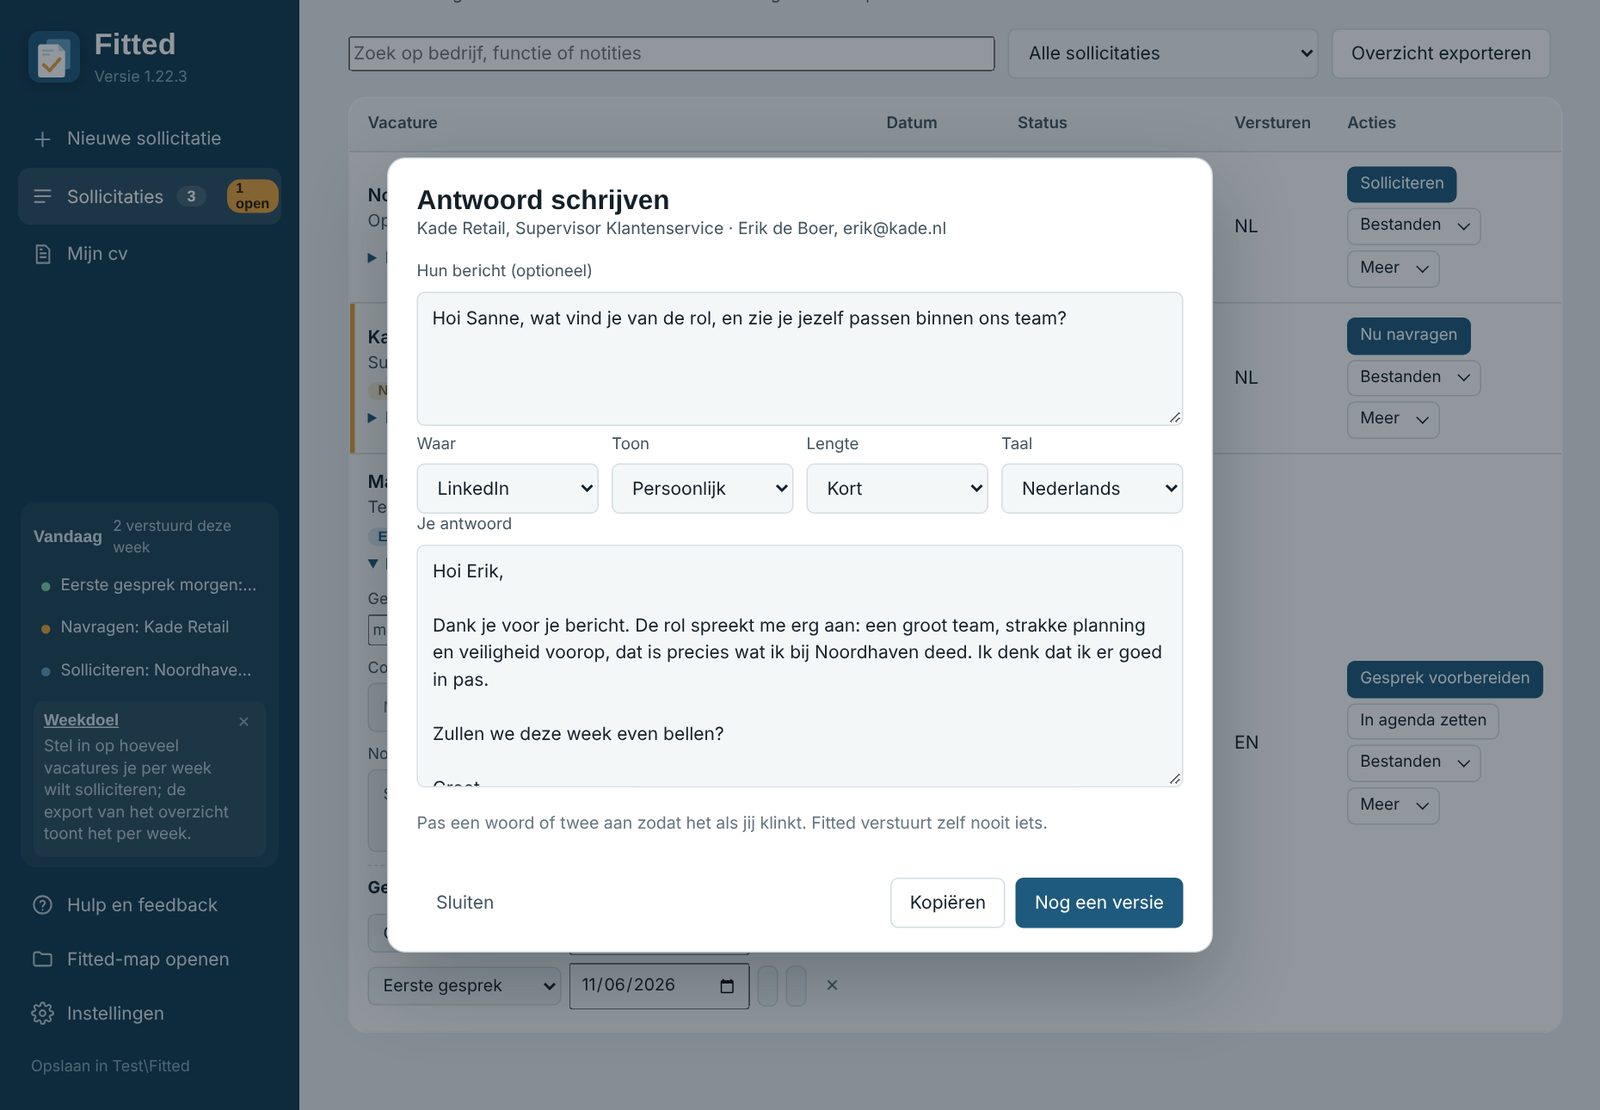 Fitted
Versie 1.22.3
Nieuwe sollicitatie
Sollicitaties 3 1 open
Mijn cv
Vandaag 2 verstuurd deze week
Eerste gesprek morgen:...
Navragen: Kade Retail
Solliciteren: Noordhave...
Weekdoel ×
Stel in op hoeveel
vacatures je per week
wilt solliciteren; de
export van het overzicht
toont het per week.
Hulp en feedback
Fitted-map openen
Instellingen
Opslaan in Test\Fitted
Zoek op bedrijf, functie of notities
Alle sollicitaties
Overzicht exporteren
Vacature Datum Status Versturen Acties
NL
Solliciteren
Bestanden
Meer
NL
Nu navragen
Bestanden
Meer
EN
Gesprek voorbereiden
In agenda zetten
Bestanden
Meer
Eerste gesprek 11/06/2026 ×
Antwoord schrijven
Kade Retail, Supervisor Klantenservice · Erik de Boer, erik@kade.nl
Hun bericht (optioneel)
Hoi Sanne, wat vind je van de rol, en zie je jezelf passen binnen ons team?
Waar Toon Lengte Taal
LinkedIn Persoonlijk Kort Nederlands
Je antwoord
Hoi Erik,
Dank je voor je bericht. De rol spreekt me erg aan: een groot team, strakke planning
en veiligheid voorop, dat is precies wat ik bij Noordhaven deed. Ik denk dat ik er goed
in pas.
Zullen we deze week even bellen?
Pas een woord of twee aan zodat het als jij klinkt. Fitted verstuurt zelf nooit iets.
Sluiten
Kopiëren
Nog een versie